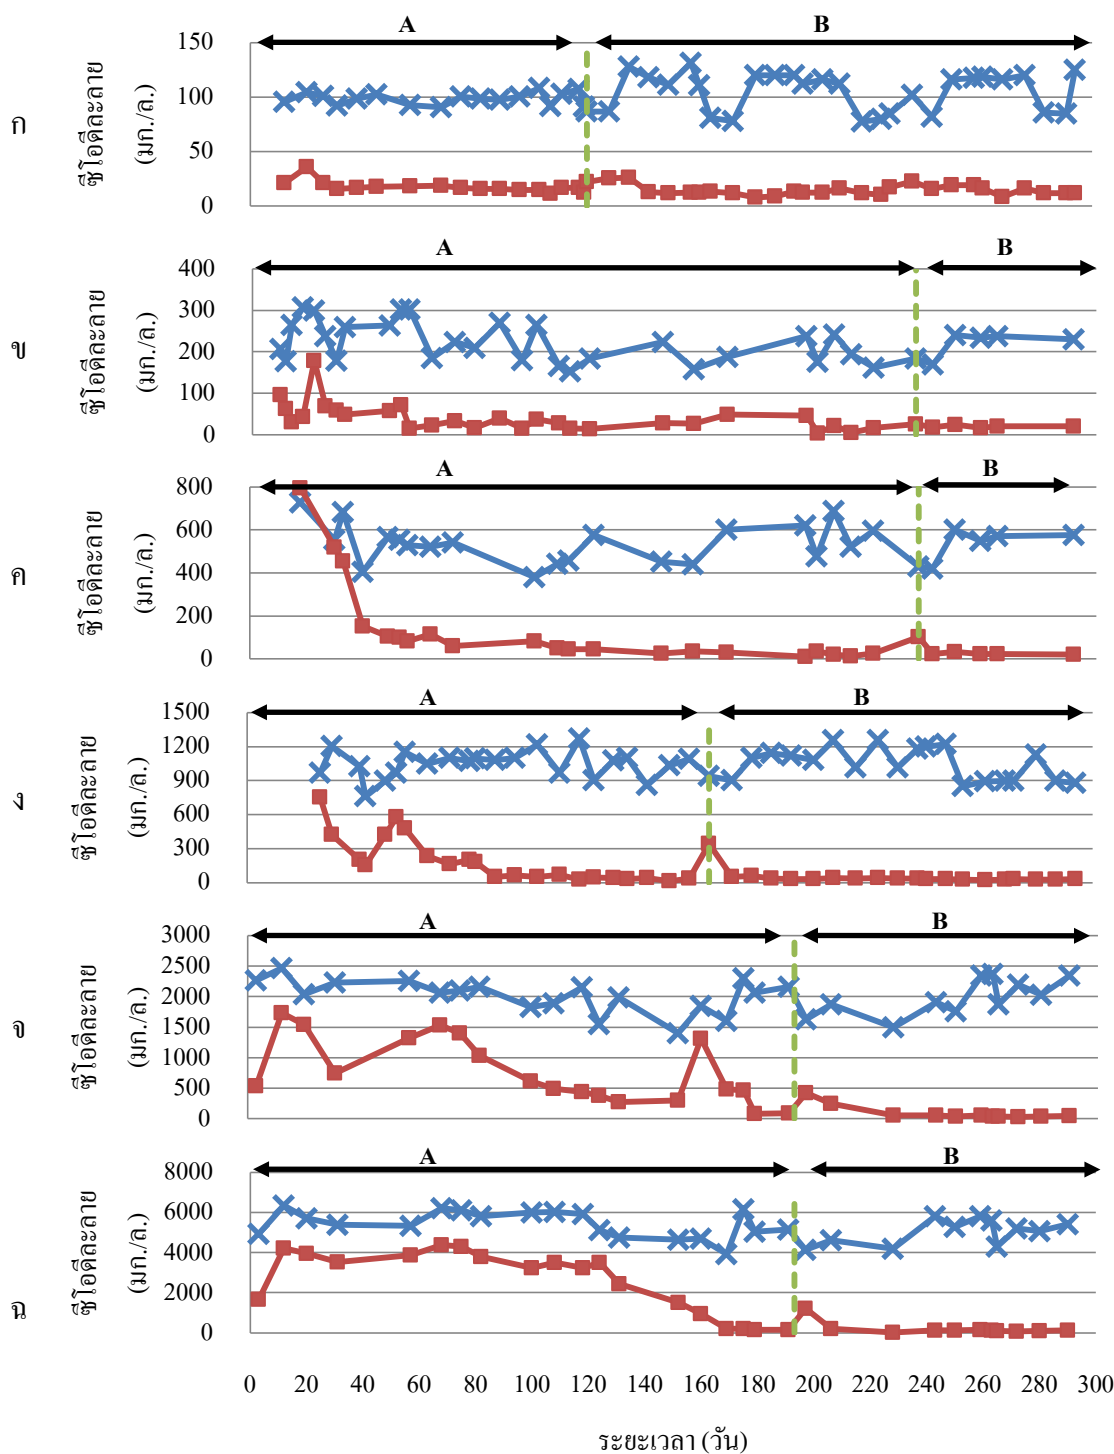 A B
ก
ซีโอดีละลาย
(มก./ล.)
150
100
50
0
A B
ข
ซีโอดีละลาย
(มก./ล.)
400
300
200
100
0
A B
ค
ซีโอดีละลาย
(มก./ล.)
800
600
400
200
0
A B
ง
ซีโอดีละลาย
(มก./ล.)
1500
1200
900
600
300
0
A B
จ
ซีโอดีละลาย
(มก./ล.)
3000
2500
2000
1500
1000
500
0
A B
ฉ
ซีโอดีละลาย
(มก./ล.)
8000
6000
4000
2000
0
0 20 40 60 80 100 120 140 160 180 200 220 240 260 280 300
ระยะเวลา (วัน)